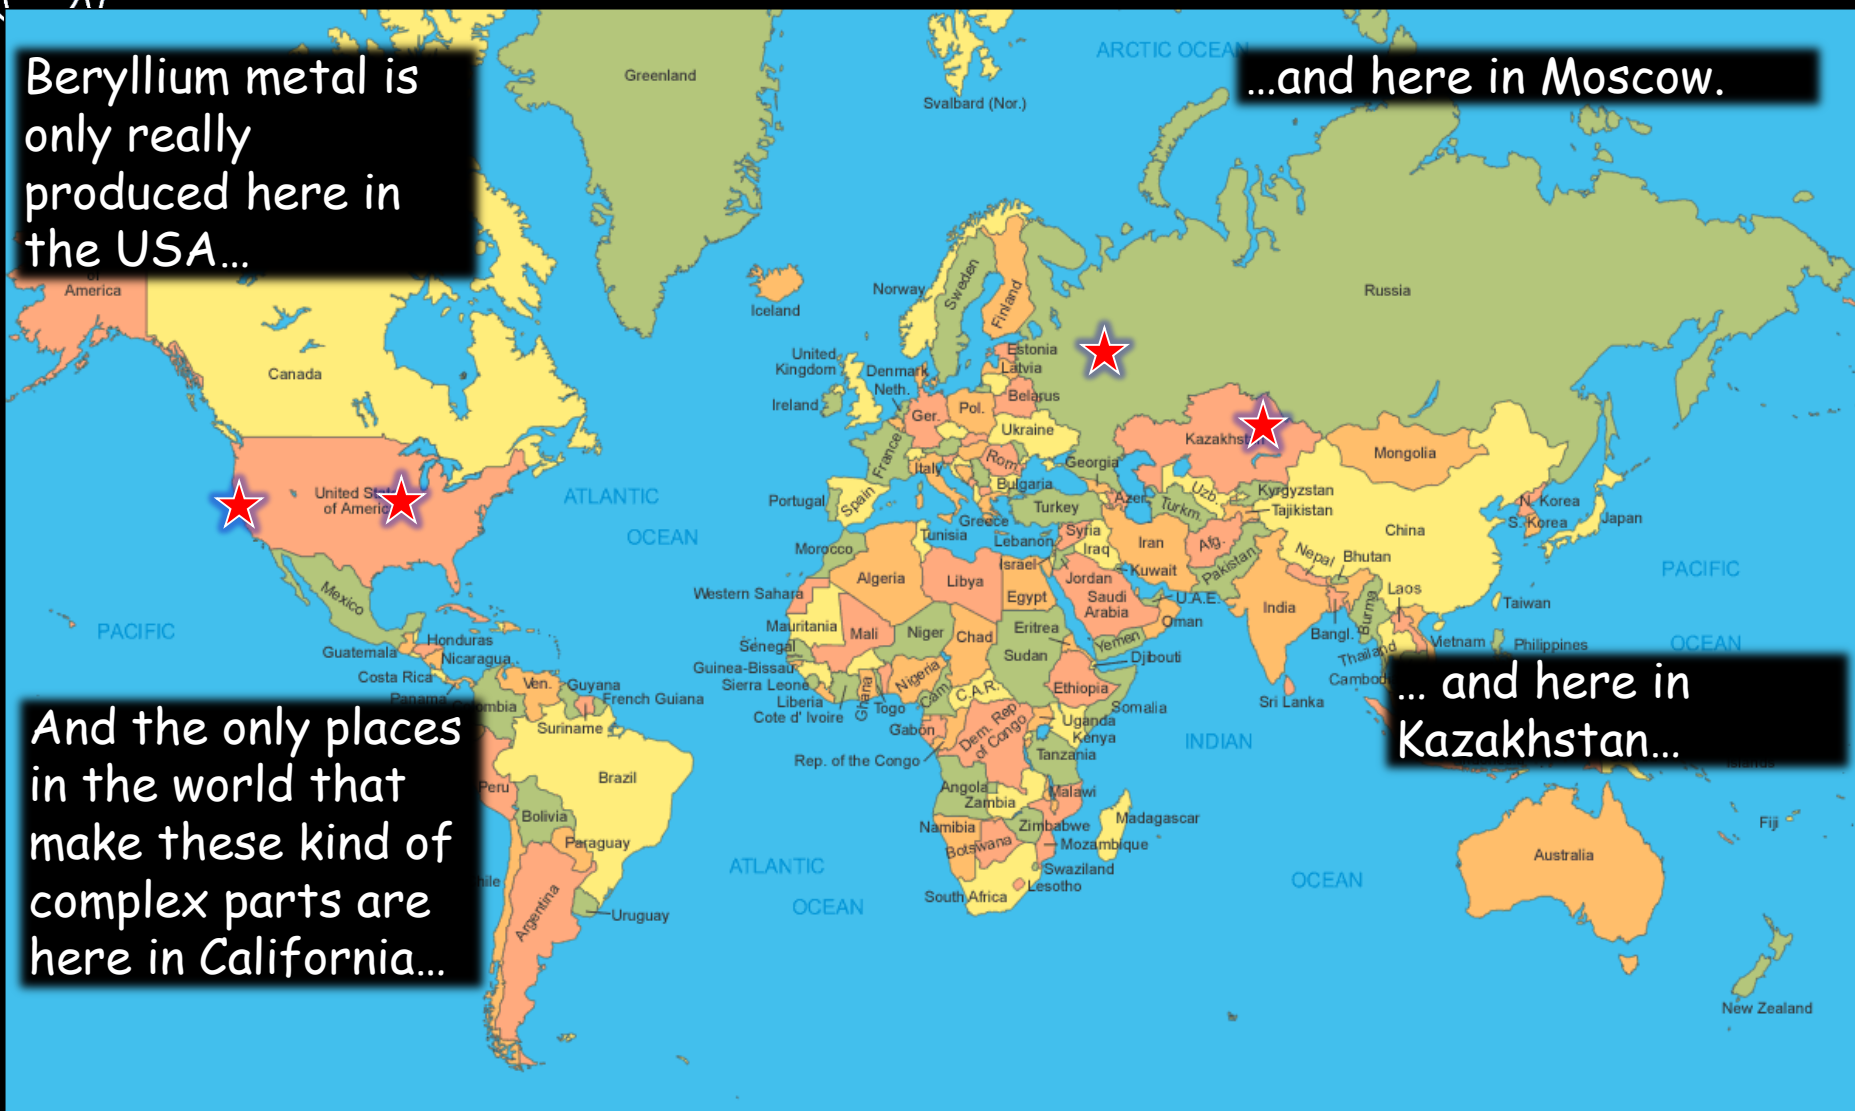 Beryllium metal is
only really
produced here in
the USA...
...and here in Moscow.
And the only places
in the world that
make these kind of
complex parts are
here in California...
... and here in
Kazakhstan...
ARCTIC OCEAN
Greenland
Svalbard (Nor.)
of
America
Canada
Iceland
Norway
Sweden
Finland
Russia
United
Kingdom
Ireland
Denmark
Neth.
Estonia
Latvia
Belarus
Ger.
Pol.
Ukraine
France
Italy
Rom.
Bulgaria
Georgia
Portugal
Spain
Greece
Turkey
Azer.
Turkm.
Uzb.
Kyrgyzstan
Tajikistan
Mongolia
China
N. Korea
S. Korea
Japan
United
of
ATLANTIC
OCEAN
Mexico
PACIFIC
Morocco
Tunisia
Lebanon
Syria
Iraq
Iran
Afg.
Pakistan
Nepal
Bhutan
Israel
Jordan
Kuwait
Algeria
Libya
Egypt
Saudi
Arabia
U.A.E.
Oman
India
Bangl.
Burma
Laos
Taiwan
PACIFIC
OCEAN
Western Sahara
Mauritania
Mali
Niger
Chad
Eritrea
Sudan
Yemen
Djibouti
Thailand
Vietnam
Philippines
Guatemala
Honduras
Nicaragua
Costa Rica
Panama
Ven.
Guyana
French Guiana
Suriname
Sénégal
Guinea-Bissau
Sierra Leone
Liberia
Cote d' Ivoire
Ghana
Togo
Nigeria
Cam.
C.A.R.
Ethiopia
Somalia
Sri Lanka
Gabon
Rep. of the Congo
Dem. Rep.
of Congo
Uganda
Kenya
Tanzania
INDIAN
OCEAN
Peru
Brazil
Bolivia
Paraguay
Argentina
Uruguay
ATLANTIC
OCEAN
Angola
Zambia
Malawi
Namibia
Botswana
Zimbabwe
Mozambique
Madagascar
Swaziland
Lesotho
South Africa
Australia
Fiji
New Zealand